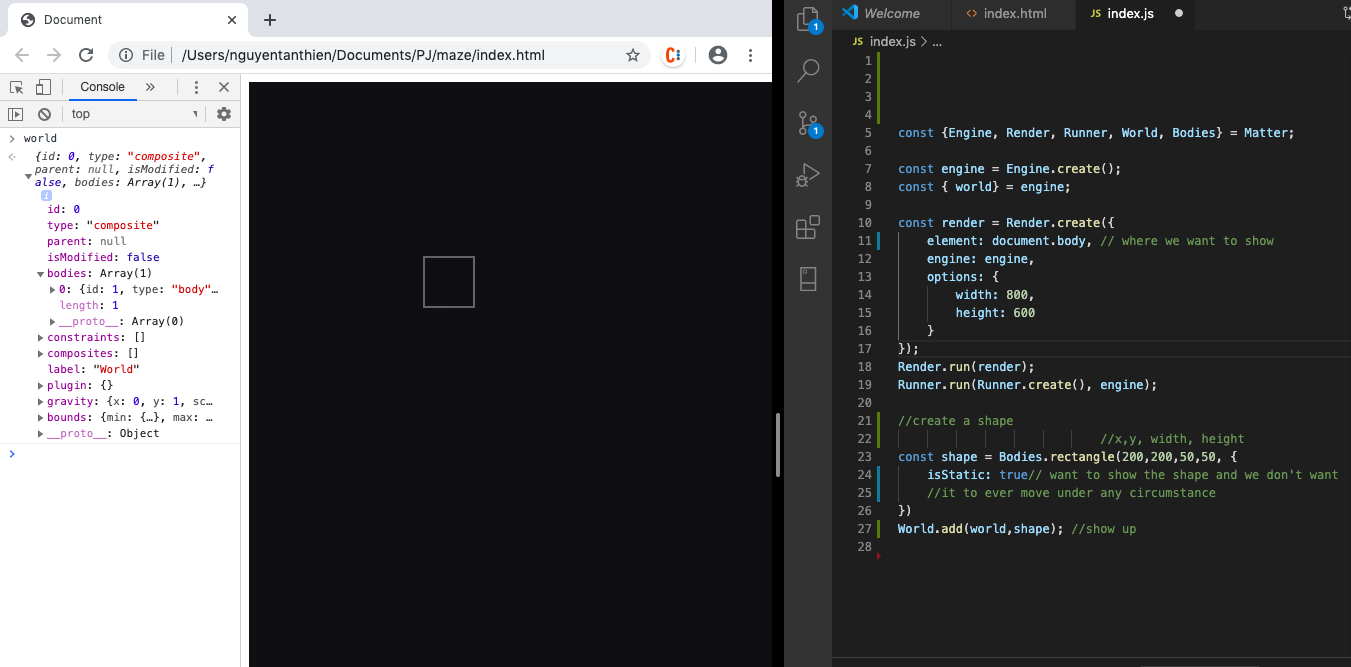 Document
File
/Users/nguyentanthien/Documents/PJ/maze/index.html
Console
top
world
{id: 0, type: "composite",
parent: null, isModified: f
alse, bodies: Array(1), …}
i
id: 0
type: "composite"
parent: null
isModified: false
bodies: Array(1)
0: {id: 1, type: "body"…
length: 1
__proto__: Array(0)
constraints: []
composites: []
label: "World"
plugin: {}
gravity: {x: 0, y: 1, sc…
bounds: {min: {…}, max: …
__proto__: Object
1
1
Welcome
<> index.html
JS index.js
JS index.js > ...
1
2
3
4
5 const {Engine, Render, Runner, World, Bodies} = Matter;
6
7 const engine = Engine.create();
8 const { world} = engine;
9
10 const render = Render.create({
11 element: document.body, // where we want to show
12 engine: engine,
13 options: {
14 width: 800,
15 height: 600
16 }
17 });
18 Render.run(render);
19 Runner.run(Runner.create(), engine);
20
21 //create a shape
22 //x,y, width, height
23 const shape = Bodies.rectangle(200,200,50,50, {
24 isStatic: true// want to show the shape and we don't want
25 //it to ever move under any circumstance
26 })
27 World.add(world,shape); //show up
28